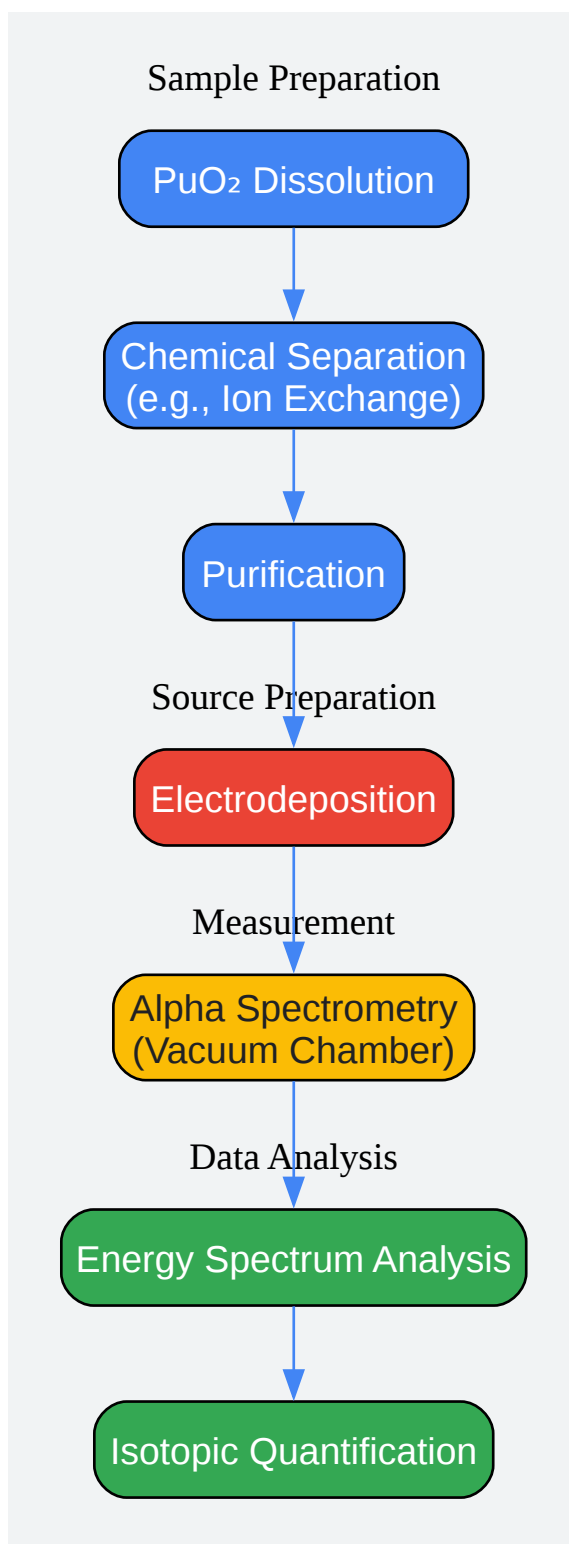 Sample Preparation
PuO₂ Dissolution
Chemical Separation
(e.g., Ion Exchange)
Purification
Source Preparation
Electrodeposition
Measurement
Alpha Spectrometry
(Vacuum Chamber)
Data Analysis
Energy Spectrum Analysis
Isotopic Quantification